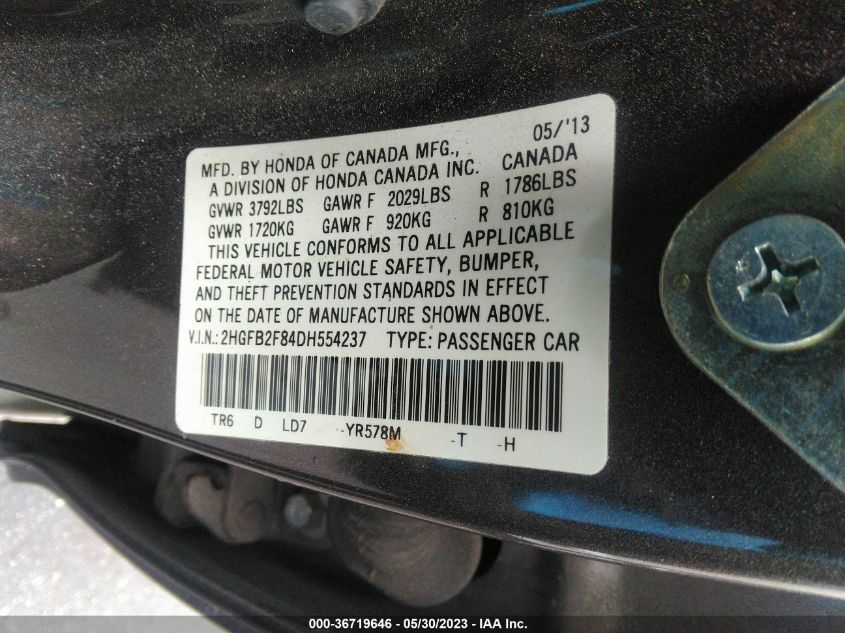 05/'13
MFD. BY HONDA OF CANADA MFG.,
A DIVISION OF HONDA CANADA INC. CANADA
GVWR 3792LBS GAWR F 2029LBS R 1786LBS
GVWR 1720KG GAWR F 920KG R 810KG
THIS VEHICLE CONFORMS TO ALL APPLICABLE
FEDERAL MOTOR VEHICLE SAFETY, BUMPER,
AND THEFT PREVENTION STANDARDS IN EFFECT
ON THE DATE OF MANUFACTURE SHOWN ABOVE.
V.I.N.: 2HGFB2F84DH554237 TYPE: PASSENGER CAR
TR6 D LD7 -YR578M -T -H
000-36719646 - 05/30/2023 - IAA Inc.